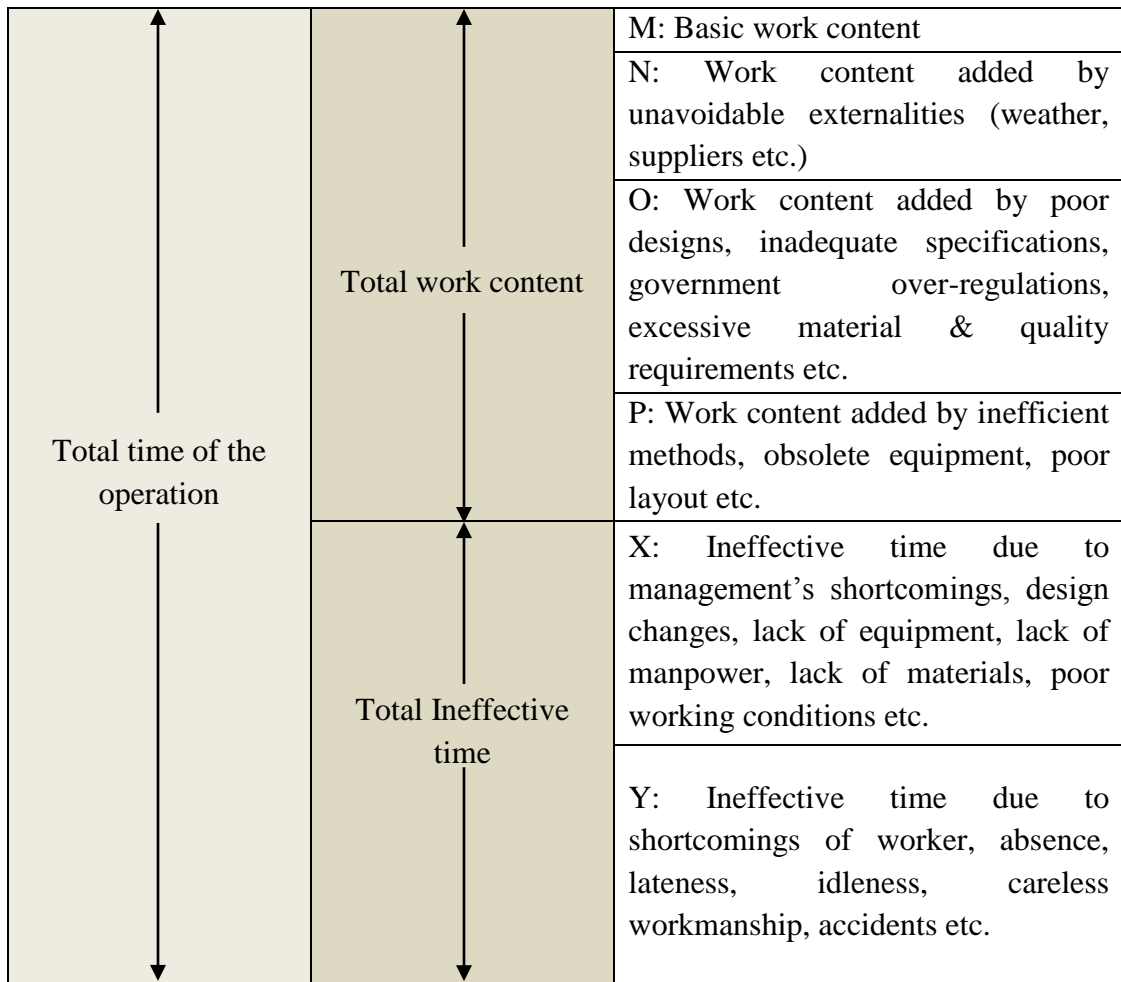 Total time of the
operation
Total work content
Total Ineffective
time
M: Basic work content
N: Work content added by
unavoidable externalities (weather,
suppliers etc.)
O: Work content added by poor
designs, inadequate specifications,
government over-regulations,
excessive material & quality
requirements etc.
P: Work content added by inefficient
methods, obsolete equipment, poor
layout etc.
X: Ineffective time due to
management’s shortcomings, design
changes, lack of equipment, lack of
manpower, lack of materials, poor
working conditions etc.
Y: Ineffective time due to
shortcomings of worker, absence,
lateness, idleness, careless
workmanship, accidents etc.